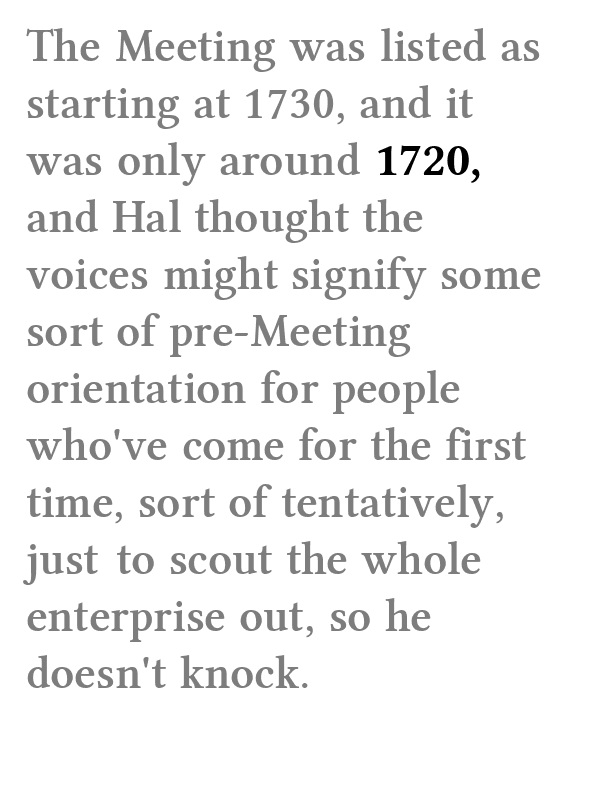 The Meeting was listed as
starting at 1730, and it
was only around 1720,
and Hal thought the
voices might signify some
sort of pre-Meeting
orientation for people
who've come for the first
time, sort of tentatively,
just to scout the whole
enterprise out, so he
doesn't knock.